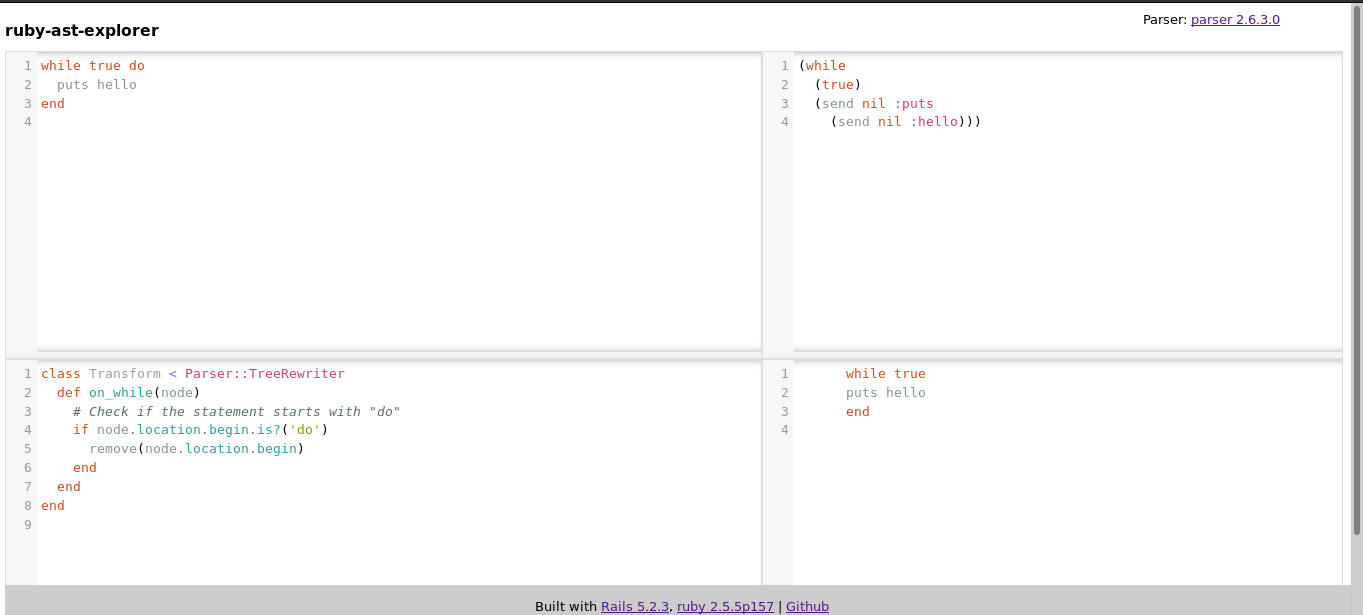 ruby-ast-explorer
Parser: parser 2.6.3.0
1 while true do
2   puts hello
3 end
4
1 (while
2   (true)
3   (send nil :puts
4     (send nil :hello)))
1 class Transform < Parser::TreeRewriter
2   def on_while(node)
3     # Check if the statement starts with "do"
4     if node.location.begin.is?('do')
5       remove(node.location.begin)
6     end
7   end
8 end
9
1       while true
2       puts hello
3       end
4
Built with Rails 5.2.3, ruby 2.5.5p157 | Github